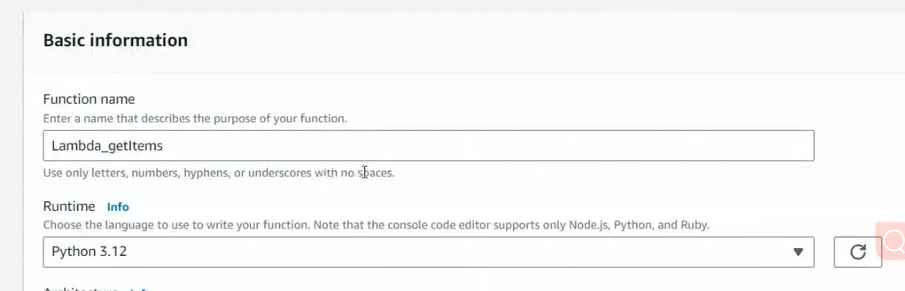 Basic information
Function name
Enter a name that describes the purpose of your function.
Lambda_getItems
Use only letters, numbers, hyphens, or underscores with no spaces.
Runtime Info
Choose the language to use to write your function. Note that the console code editor supports only Node.js, Python, and Ruby.
Python 3.12